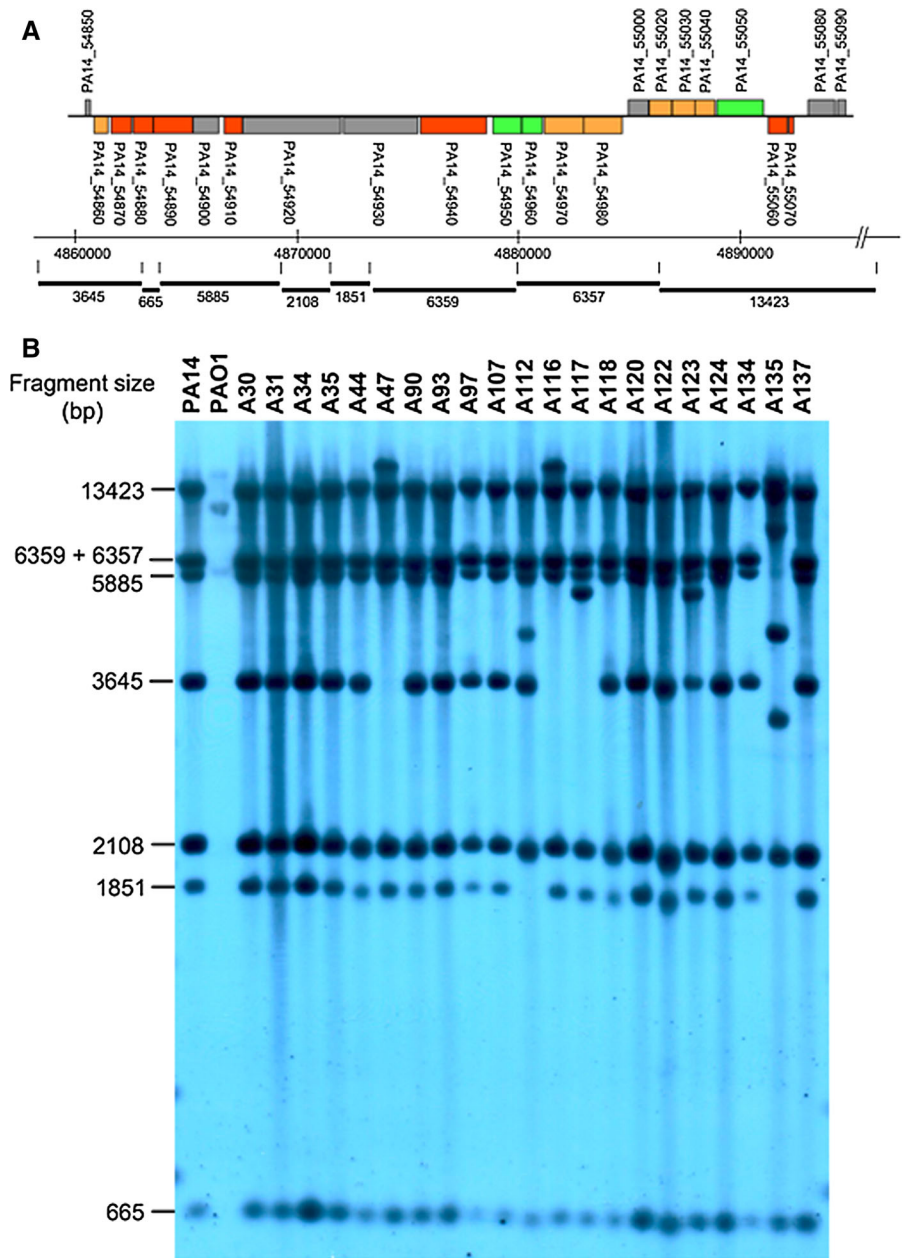 A
PA14_54850
PA14_55000
PA14_55020
PA14_55030
PA14_55040
PA14_55050
PA14_55080
PA14_55090
PA14_54860
PA14_54870
PA14_54880
PA14_54890
PA14_54900
PA14_54910
PA14_54920
PA14_54930
PA14_54940
PA14_54950
PA14_54960
PA14_54970
PA14_54980
PA14_55060
PA14_55070
4860000 4870000 4880000 4890000
3645 665 5885 2108 1851 6359 6357 13423
B
Fragment size
(bp)
PA14 PAO1 A30 A31 A34 A35 A44 A47 A90 A93 A97 A107 A112 A116 A117 A118 A120 A122 A123 A124 A134 A135 A137
13423
6359 + 6357
5885
3645
2108
1851
665